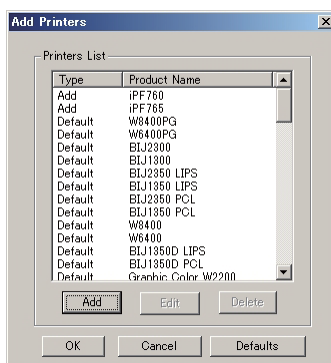 Add Printers
Printers List
Type Product Name
Add iPF760
Add iPF765
Default W8400PG
Default W6400PG
Default BIJ2300
Default BIJ1300
Default BIJ2350 LIPS
Default BIJ1350 LIPS
Default BIJ2350 PCL
Default BIJ1350 PCL
Default W8400
Default W6400
Default BIJ1350D LIPS
Default BIJ1350D PCL
Default Graphic Color W2200
Add Edit Delete
OK Cancel Defaults